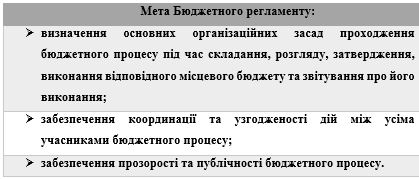 Мета Бюджетного регламенту:
➢ визначення основних організаційних засад проходження
бюджетного процесу під час складання, розгляду, затвердження,
виконання відповідного місцевого бюджету та звітування про його
виконання;
➢ забезпечення координації та узгодженості дій між усіма
учасниками бюджетного процесу;
➢ забезпечення прозорості та публічності бюджетного процесу.